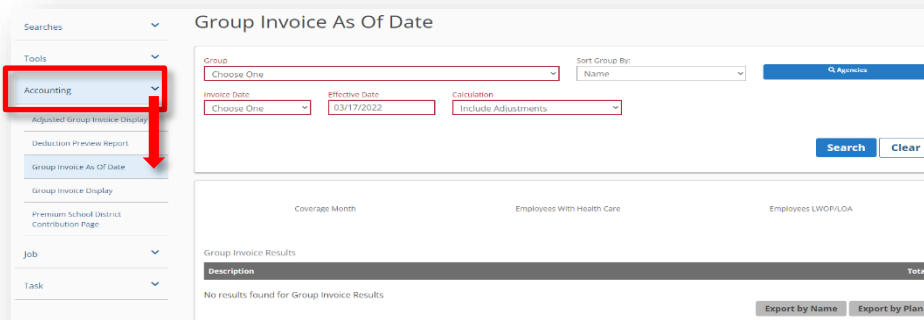 Searches
Tools
Accounting
Adjusted Group Invoice Display
Deduction Preview Report
Group Invoice As Of Date
Group Invoice Display
Premium School District
Contribution Page
Job
Task
Group Invoice As Of Date
Group
Sort Group By:
Choose One
Name
Agencies
Invoice Date
Effective Date
Calculation
Choose One
03/17/2022
Include Adjustments
Search
Clear
Coverage Month
Employees With Health Care
Employees LWOP/LOA
Group Invoice Results
Description
Tota
No results found for Group Invoice Results
Export by Name
Export by Plan